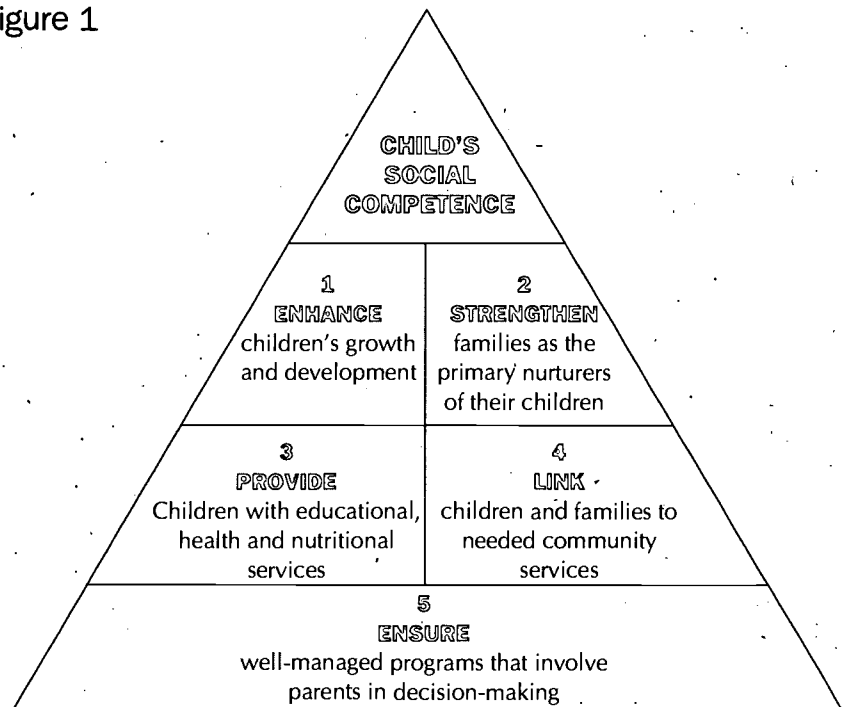 igure 1
CHILD'S
SOCIAL
COMPETENCE
1
ENHANCE
children's growth
and development
2
STRENGTHEN
families as the
primary nurturers
of their children
3
PROVIDE
Children with educational,
health and nutritional
services
4
LINK
children and families to
needed community
services
5
ENSURE
well-managed programs that involve
parents in decision-making